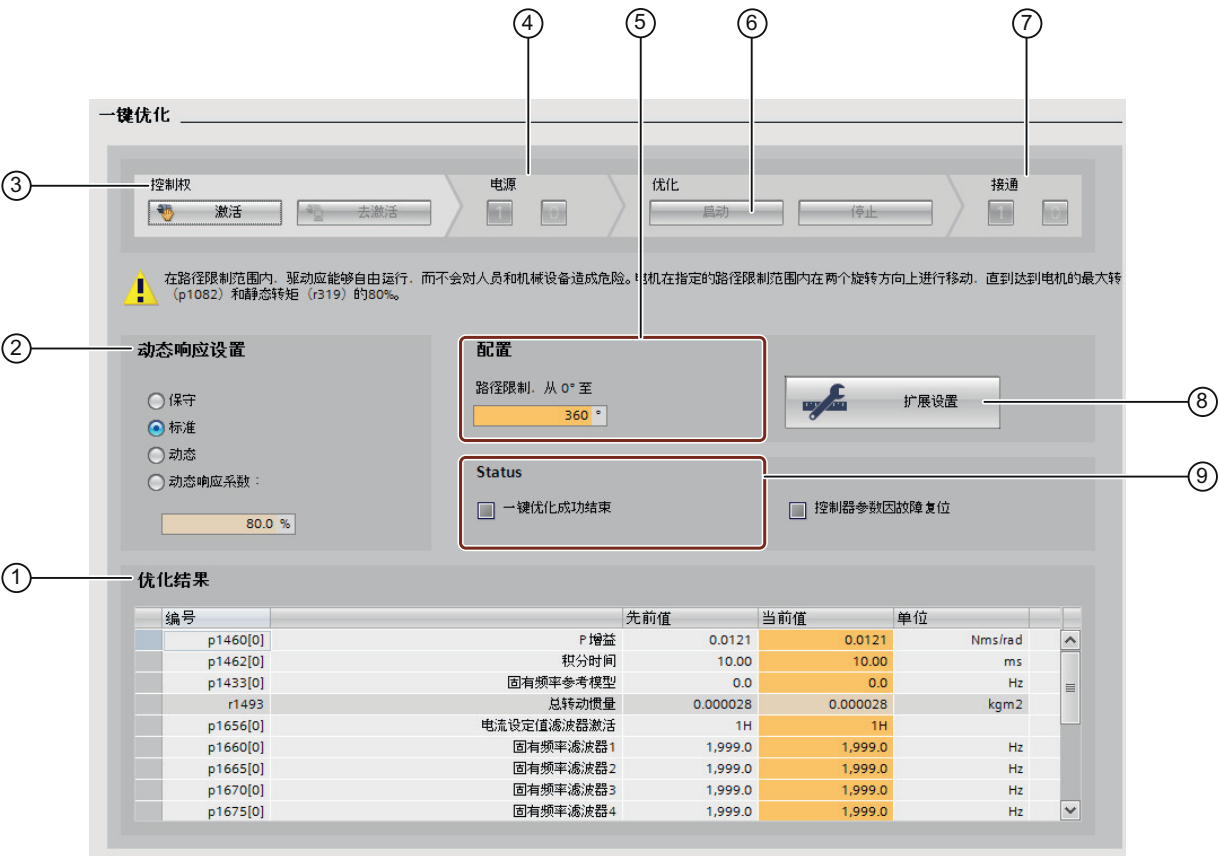 ④ ⑤ ⑥ ⑦
一键优化
③ 控制权 电源 优化 接通
激活 去激活 1 0 启动 停止 1 0
在路径限制范围内，驱动应能够自由运行，而不会对人员和机械设备造成危险。电机在指定的路径限制范围内在两个旋转方向上进行移动，直到达到电机的最大转
（p1082）和静态转矩（r319）的80%。
② 动态响应设置
保守
标准
动态
动态响应系数：
80.0 %
配置
路径限制，从 0° 至
360 °
扩展设置 ⑧
Status ⑨
一键优化成功结束
控制器参数因故障复位
① 优化结果
编号 先前值 当前值 单位
p1460[0] P增益 0.0121 0.0121 Nms/rad
p1462[0] 积分时间 10.00 10.00 ms
p1433[0] 固有频率参考模型 0.0 0.0 Hz
r1493 总转动惯量 0.000028 0.000028 kgm2
p1656[0] 电流设定值滤波器激活 1H 1H
p1660[0] 固有频率滤波器1 1,999.0 1,999.0 Hz
p1665[0] 固有频率滤波器2 1,999.0 1,999.0 Hz
p1670[0] 固有频率滤波器3 1,999.0 1,999.0 Hz
p1675[0] 固有频率滤波器4 1,999.0 1,999.0 Hz